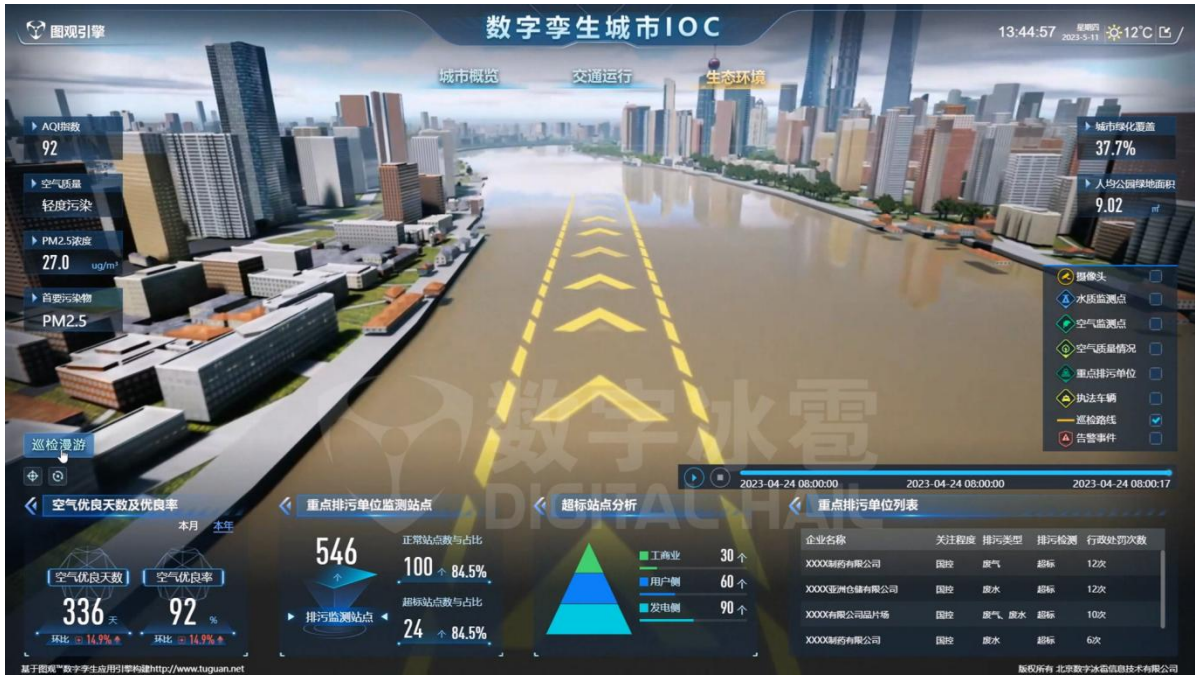 图观引擎
数字孪生城市IOC
13:44:57 星期四 2023-5-11 12°C
城市概览 交通运行 生态环境
AQI指数
92
空气质量
轻度污染
PM2.5浓度
27.0 ug/m³
首要污染物
PM2.5
城市绿化覆盖
37.7%
人均公园绿地面积
9.02 ㎡
摄像头
水质监测点
空气监测点
空气质量情况
重点排污单位
执法车辆
巡检路线
告警事件
数字冰雹
DIGITAL HAIL
巡检漫游
2023-04-24 08:00:00 2023-04-24 08:00:00 2023-04-24 08:00:17
空气优良天数及优良率
本月 本年
空气优良天数 空气优良率
336 天 92 %
环比 14.9% 环比 14.9%
重点排污单位监测站点
546
排污监测站点
正常站点数与占比
100 个 84.5%
超标站点数与占比
24 个 84.5%
超标站点分析
工商业 30 个
用户侧 60 个
发电侧 90 个
重点排污单位列表
企业名称 关注程度 排污类型 排污检测 行政处罚次数
XXXX制药有限公司 国控 废气 超标 12次
XXXX亚洲仓储有限公司 国控 废水 超标 12次
XXXX有限公司品片场 国控 废气、废水 超标 10次
XXXX制药有限公司 国控 废水 超标 6次
基于图观™数字孪生应用引擎构建http://www.tuguan.net
版权所有 北京数字冰雹信息技术有限公司